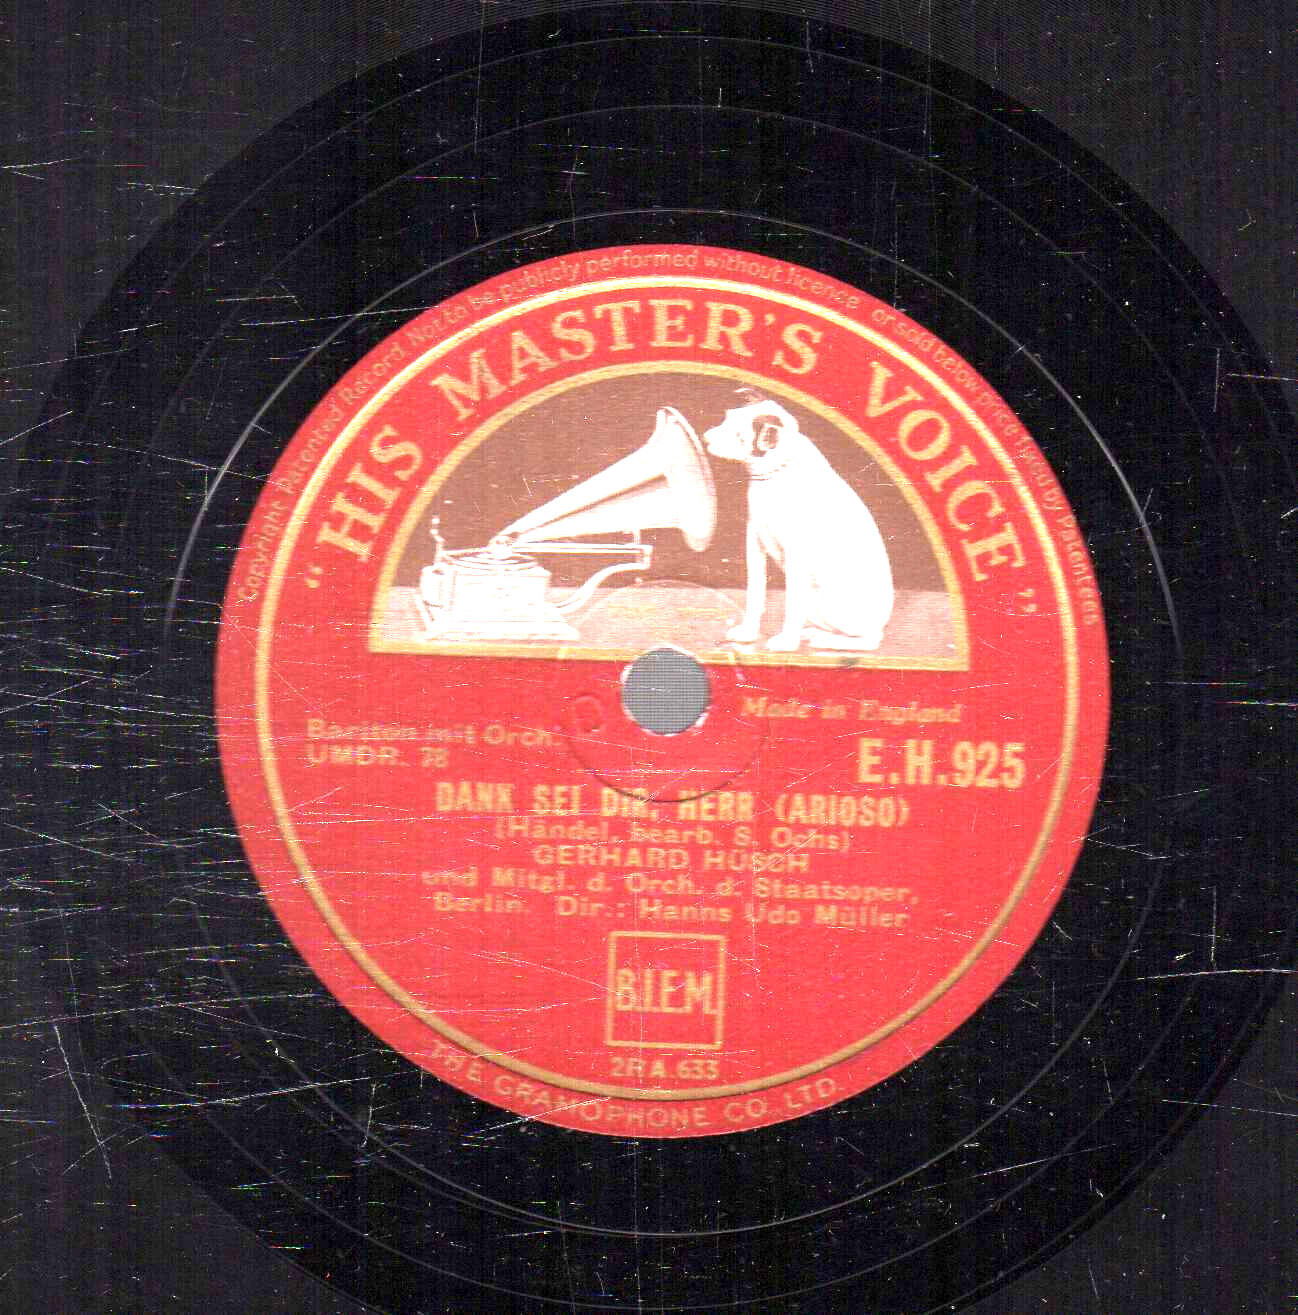 Copyright. Patented Record. Not to be publicly performed without licence or sold below price fixed by Patentees
"HIS MASTER'S VOICE"
D
Made in England
Bariton mit Orch.
UMDR. 78
E.H.925
DANK SEI DIR, HERR (ARIOSO)
(Händel, bearb. S. Ochs)
GERHARD HÜSCH
und Mitgl. d. Orch. d. Staatsoper,
Berlin. Dir.: Hanns Udo Müller
B.I.E.M.
2RA 633
THE GRAMOPHONE CO. LTD.